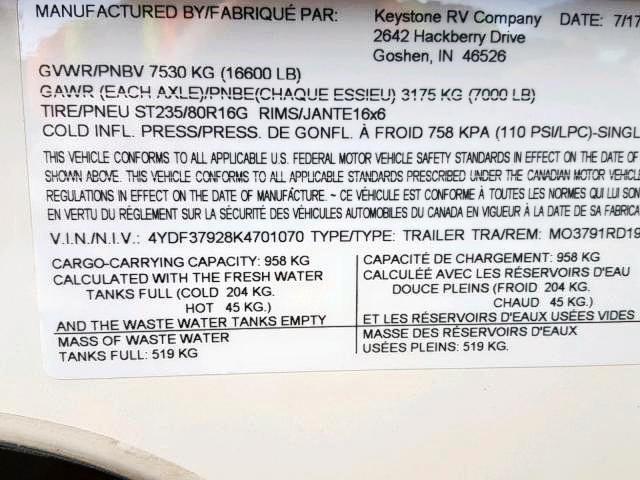 MANUFACTURED BY/FABRIQUÉ PAR: Keystone RV Company DATE: 7/17
2642 Hackberry Drive
Goshen, IN 46526
GVWR/PNBV 7530 KG (16600 LB)
GAWR (EACH AXLE)/PNBE(CHAQUE ESSIEU) 3175 KG (7000 LB)
TIRE/PNEU ST235/80R16G RIMS/JANTE16x6
COLD INFL. PRESS/PRESS. DE GONFL. À FROID 758 KPA (110 PSI/LPC)-SINGL
THIS VEHICLE CONFORMS TO ALL APPLICABLE U.S. FEDERAL MOTOR VEHICLE SAFETY STANDARDS IN EFFECT ON THE DATE OF
SHOWN ABOVE. THIS VEHICLE CONFORMS TO ALL APPLICABLE STANDARDS PRESCRIBED UNDER THE CANADIAN MOTOR VEHICL
REGULATIONS IN EFFECT ON THE DATE OF MANUFACTURE. ~ CE VÉHICULE EST CONFORME À TOUTES LES NORMES QUI LUI SON
EN VERTU DU RÈGLEMENT SUR LA SÉCURITÉ DES VÉHICULES AUTOMOBILES DU CANADA EN VIGUEUR À LA DATE DE SA FABRICA
V.I.N./N.I.V.: 4YDF37928K4701070 TYPE/TYPE: TRAILER TRA/REM: MO3791RD19
CARGO-CARRYING CAPACITY: 958 KG
CALCULATED WITH THE FRESH WATER
TANKS FULL (COLD 204 KG.
HOT 45 KG.)
AND THE WASTE WATER TANKS EMPTY
MASS OF WASTE WATER
TANKS FULL: 519 KG
CAPACITÉ DE CHARGEMENT: 958 KG
CALCULÉE AVEC LES RÉSERVOIRS D'EAU
DOUCE PLEINS (FROID 204 KG.
CHAUD 45 KG.)
ET LES RÉSERVOIRS D'EAU USÉES VIDES
MASSE DES RÉSERVOIRS D'EAU
USÉES PLEINS: 519 KG.